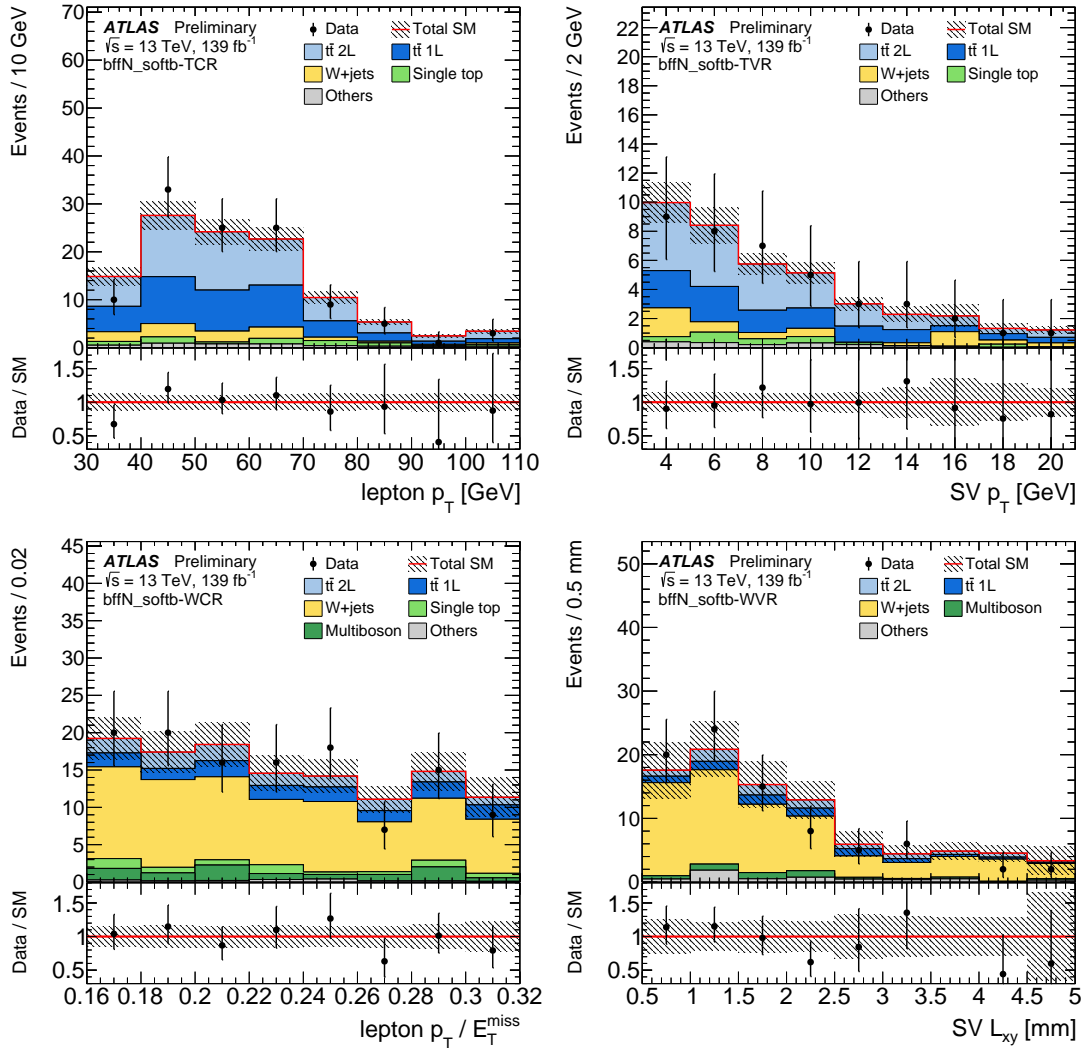 ATLAS Preliminary
√s = 13 TeV, 139 fb⁻¹
bffN_softb-TCR
Data
Total SM
tt̄ 2L
tt̄ 1L
W+jets
Single top
Others
Events / 10 GeV
70
60
50
40
30
20
10
0
Data / SM
1.5
1
0.5
30 40 50 60 70 80 90 100 110
lepton p_T [GeV]
ATLAS Preliminary
√s = 13 TeV, 139 fb⁻¹
bffN_softb-TVR
Data
Total SM
tt̄ 2L
tt̄ 1L
W+jets
Single top
Others
Events / 2 GeV
22
20
18
16
14
12
10
8
6
4
2
0
Data / SM
1.5
1
0.5
4 6 8 10 12 14 16 18 20
SV p_T [GeV]
ATLAS Preliminary
√s = 13 TeV, 139 fb⁻¹
bffN_softb-WCR
Data
Total SM
tt̄ 2L
tt̄ 1L
W+jets
Single top
Multiboson
Others
Events / 0.02
45
40
35
30
25
20
15
10
5
0
Data / SM
1.5
1
0.5
0.16 0.18 0.2 0.22 0.24 0.26 0.28 0.3 0.32
lepton p_T / E_T^miss
ATLAS Preliminary
√s = 13 TeV, 139 fb⁻¹
bffN_softb-WVR
Data
Total SM
tt̄ 2L
tt̄ 1L
W+jets
Multiboson
Others
Events / 0.5 mm
50
40
30
20
10
0
Data / SM
1.5
1
0.5
0.5 1 1.5 2 2.5 3 3.5 4 4.5 5
SV L_xy [mm]